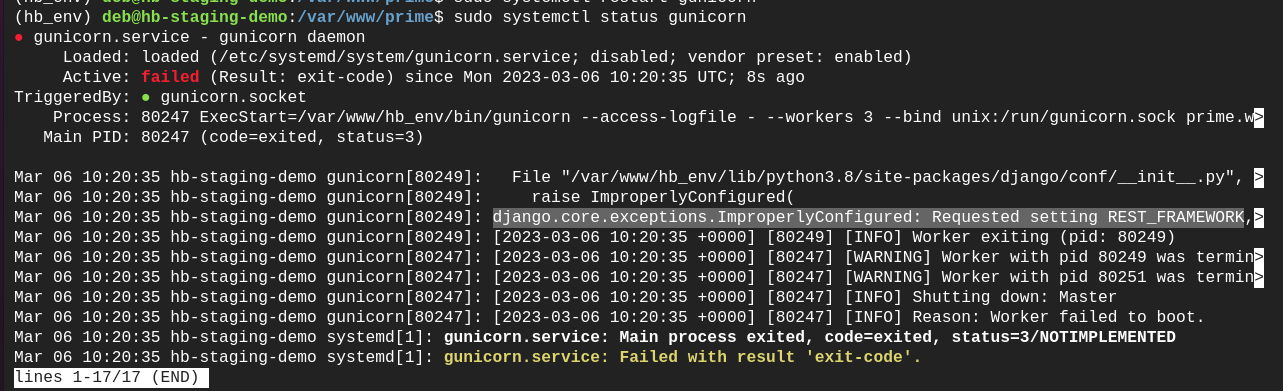 (hb_env) deb@hb-staging-demo:/var/www/prime$ sudo systemctl restart gunicorn
(hb_env) deb@hb-staging-demo:/var/www/prime$ sudo systemctl status gunicorn
● gunicorn.service - gunicorn daemon
     Loaded: loaded (/etc/systemd/system/gunicorn.service; disabled; vendor preset: enabled)
     Active: failed (Result: exit-code) since Mon 2023-03-06 10:20:35 UTC; 8s ago
TriggeredBy: ● gunicorn.socket
    Process: 80247 ExecStart=/var/www/hb_env/bin/gunicorn --access-logfile - --workers 3 --bind unix:/run/gunicorn.sock prime.w>
   Main PID: 80247 (code=exited, status=3)
Mar 06 10:20:35 hb-staging-demo gunicorn[80249]:   File "/var/www/hb_env/lib/python3.8/site-packages/django/conf/__init__.py", >
Mar 06 10:20:35 hb-staging-demo gunicorn[80249]:     raise ImproperlyConfigured(
Mar 06 10:20:35 hb-staging-demo gunicorn[80249]: django.core.exceptions.ImproperlyConfigured: Requested setting REST_FRAMEWORK,>
Mar 06 10:20:35 hb-staging-demo gunicorn[80249]: [2023-03-06 10:20:35 +0000] [80249] [INFO] Worker exiting (pid: 80249)
Mar 06 10:20:35 hb-staging-demo gunicorn[80247]: [2023-03-06 10:20:35 +0000] [80247] [WARNING] Worker with pid 80249 was termin>
Mar 06 10:20:35 hb-staging-demo gunicorn[80247]: [2023-03-06 10:20:35 +0000] [80247] [WARNING] Worker with pid 80251 was termin>
Mar 06 10:20:35 hb-staging-demo gunicorn[80247]: [2023-03-06 10:20:35 +0000] [80247] [INFO] Shutting down: Master
Mar 06 10:20:35 hb-staging-demo gunicorn[80247]: [2023-03-06 10:20:35 +0000] [80247] [INFO] Reason: Worker failed to boot.
Mar 06 10:20:35 hb-staging-demo systemd[1]: gunicorn.service: Main process exited, code=exited, status=3/NOTIMPLEMENTED
Mar 06 10:20:35 hb-staging-demo systemd[1]: gunicorn.service: Failed with result 'exit-code'.
lines 1-17/17 (END)